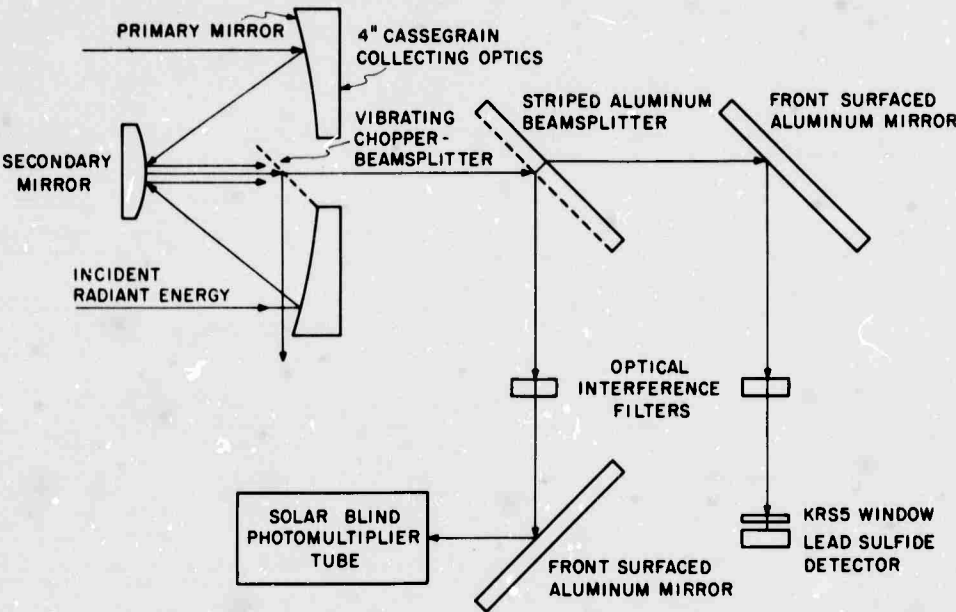 PRIMARY MIRROR
4" CASSEGRAIN
COLLECTING OPTICS
VIBRATING
CHOPPER-
BEAMSPLITTER
STRIPED ALUMINUM
BEAMSPLITTER
FRONT SURFACED
ALUMINUM MIRROR
SECONDARY
MIRROR
INCIDENT
RADIANT ENERGY
OPTICAL
INTERFERENCE
FILTERS
SOLAR BLIND
PHOTOMULTIPLIER
TUBE
FRONT SURFACED
ALUMINUM MIRROR
KRS5 WINDOW
LEAD SULFIDE
DETECTOR